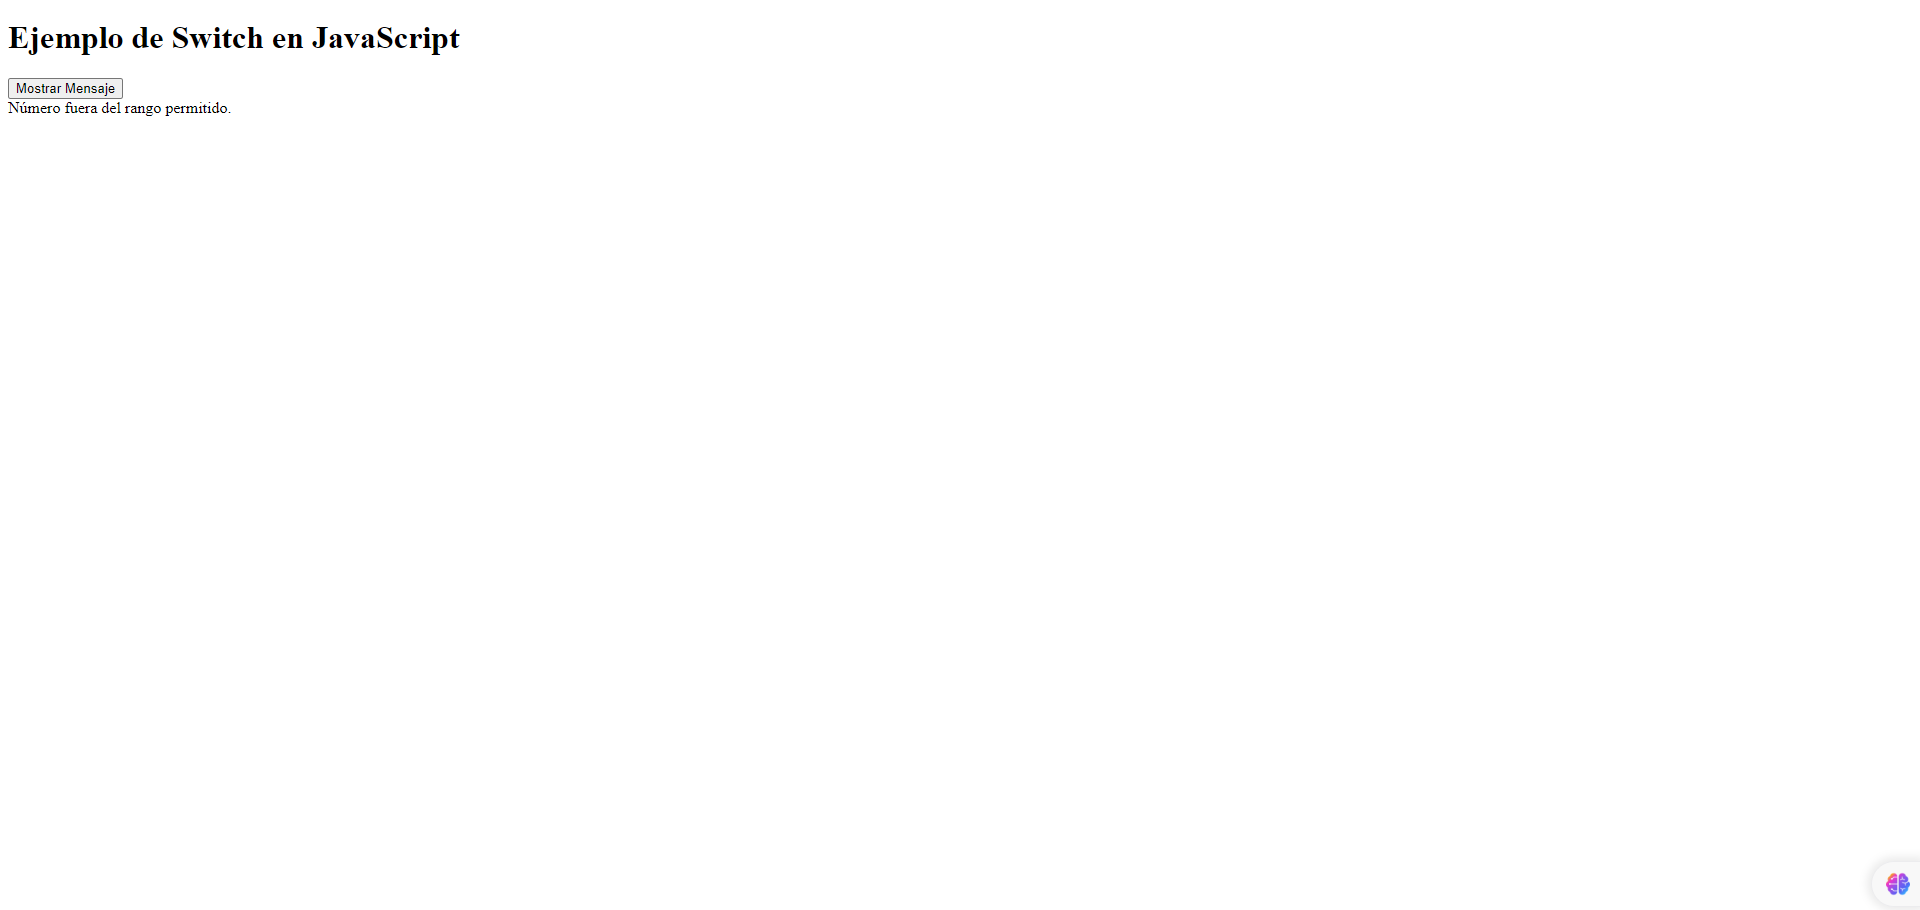 Ejemplo de Switch en JavaScript
Mostrar Mensaje
Número fuera del rango permitido.